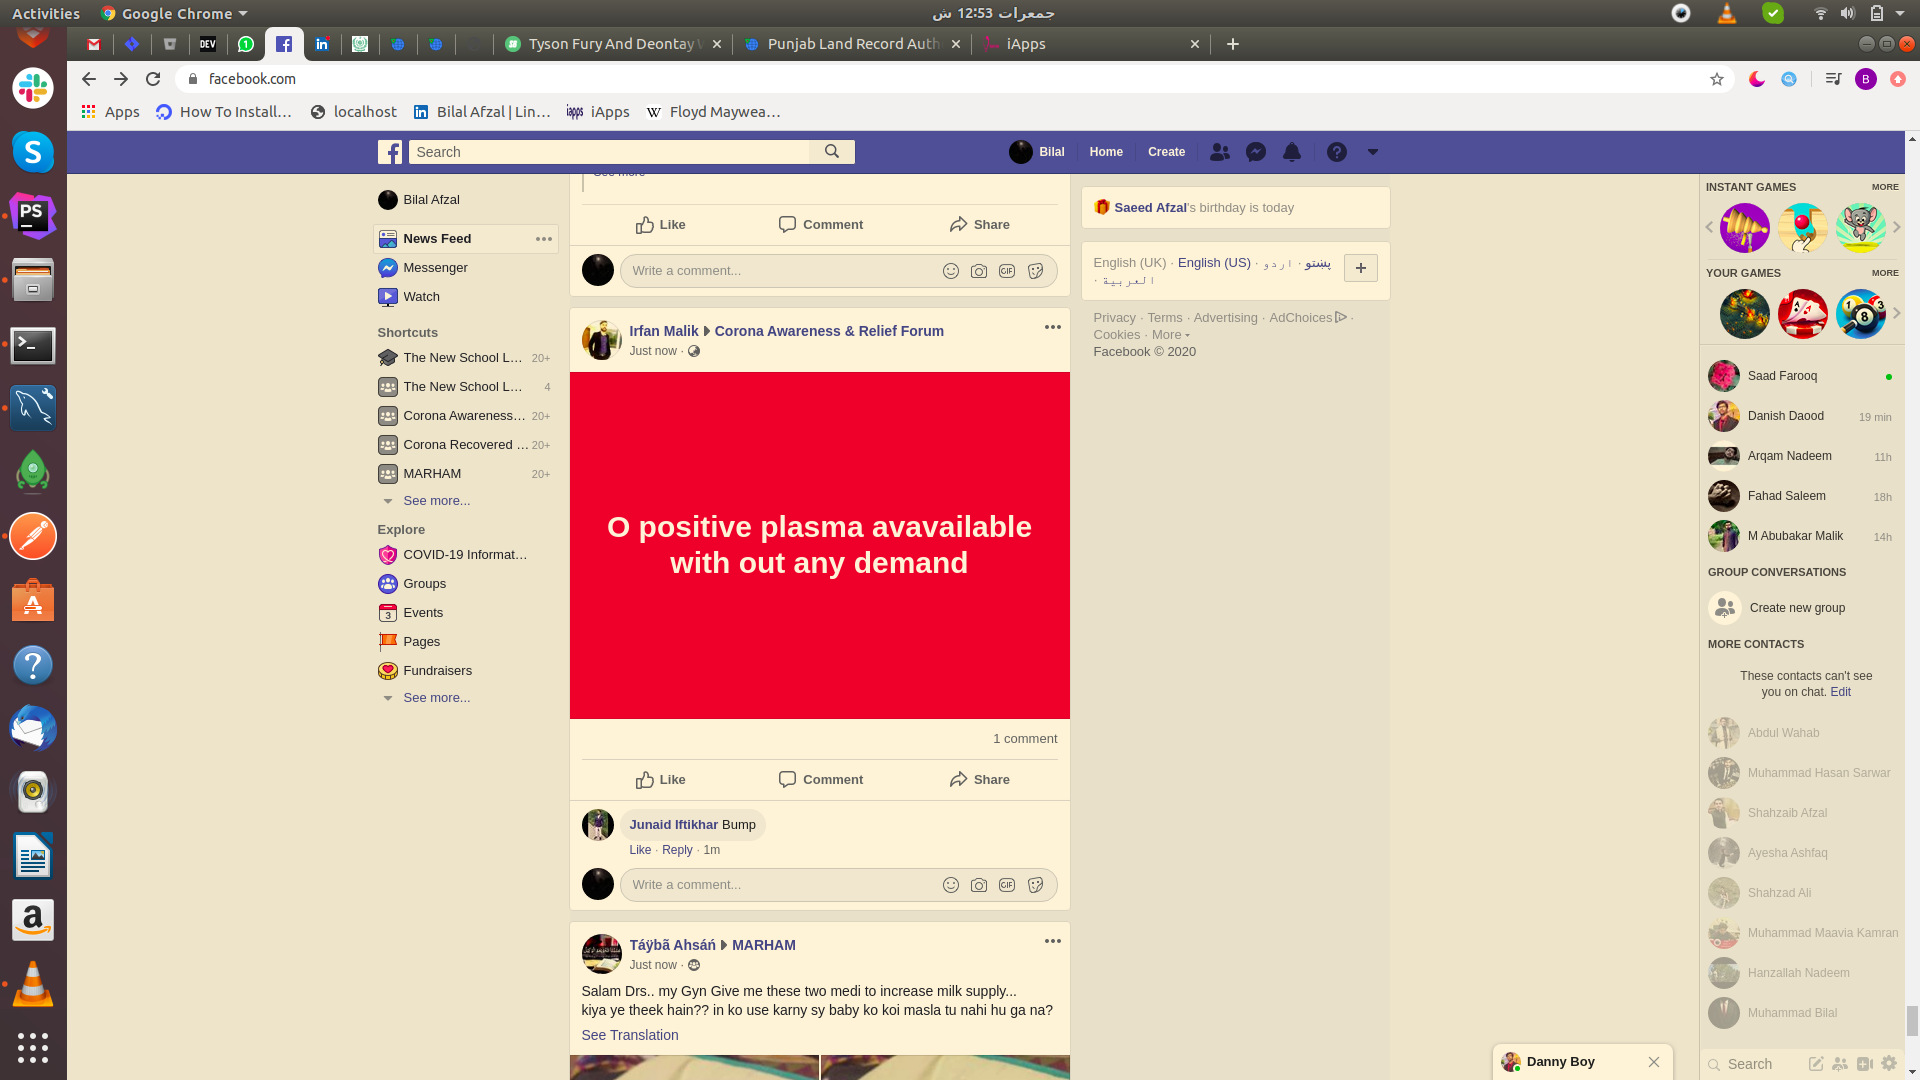 Activities
Google Chrome
جمعرات 12:53 ش
DEV
Tyson Fury And Deontay
Punjab Land Record Auth
iApps
facebook.com
B
Apps
How To Install…
localhost
Bilal Afzal | Lin…
iApps
Floyd Maywea…
Search
Bilal
Home
Create
Bilal Afzal
News Feed
Messenger
Watch
Shortcuts
The New School L… 20+
The New School L… 4
Corona Awareness… 20+
Corona Recovered … 20+
MARHAM 20+
See more...
Explore
COVID-19 Informat…
Groups
Events
Pages
Fundraisers
See more...
See more
Like
Comment
Share
Write a comment...
Irfan Malik Corona Awareness & Relief Forum
Just now ·
O positive plasma avavailable
with out any demand
1 comment
Like
Comment
Share
Junaid Iftikhar Bump
Like · Reply · 1m
Write a comment...
Táÿbã Ahsáń MARHAM
Just now ·
Salam Drs.. my Gyn Give me these two medi to increase milk supply...
kiya ye theek hain?? in ko use karny sy baby ko koi masla tu nahi hu ga na?
See Translation
Saeed Afzal's birthday is today
English (UK) · English (US) · اردو · پښتو
العربية ·
Privacy · Terms · Advertising · AdChoices ·
Cookies · More
Facebook © 2020
INSTANT GAMES
MORE
YOUR GAMES
MORE
Saad Farooq
Danish Daood 19 min
Arqam Nadeem 11h
Fahad Saleem 18h
M Abubakar Malik 14h
GROUP CONVERSATIONS
Create new group
MORE CONTACTS
These contacts can't see
you on chat. Edit
Abdul Wahab
Muhammad Hasan Sarwar
Shahzaib Afzal
Ayesha Ashfaq
Shahzad Ali
Muhammad Maavia Kamran
Hanzallah Nadeem
Muhammad Bilal
Danny Boy
Search